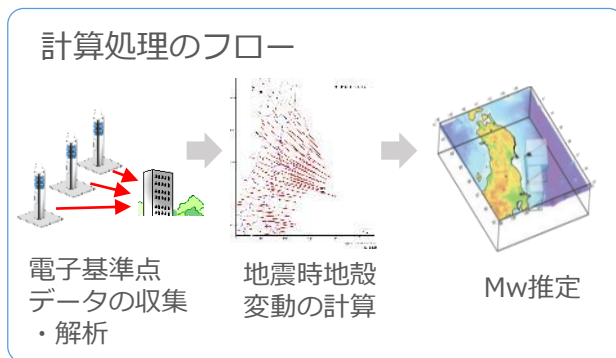 計算処理のフロー
電子基準点
データの収集
・解析
地震時地殻
変動の計算
Mw推定